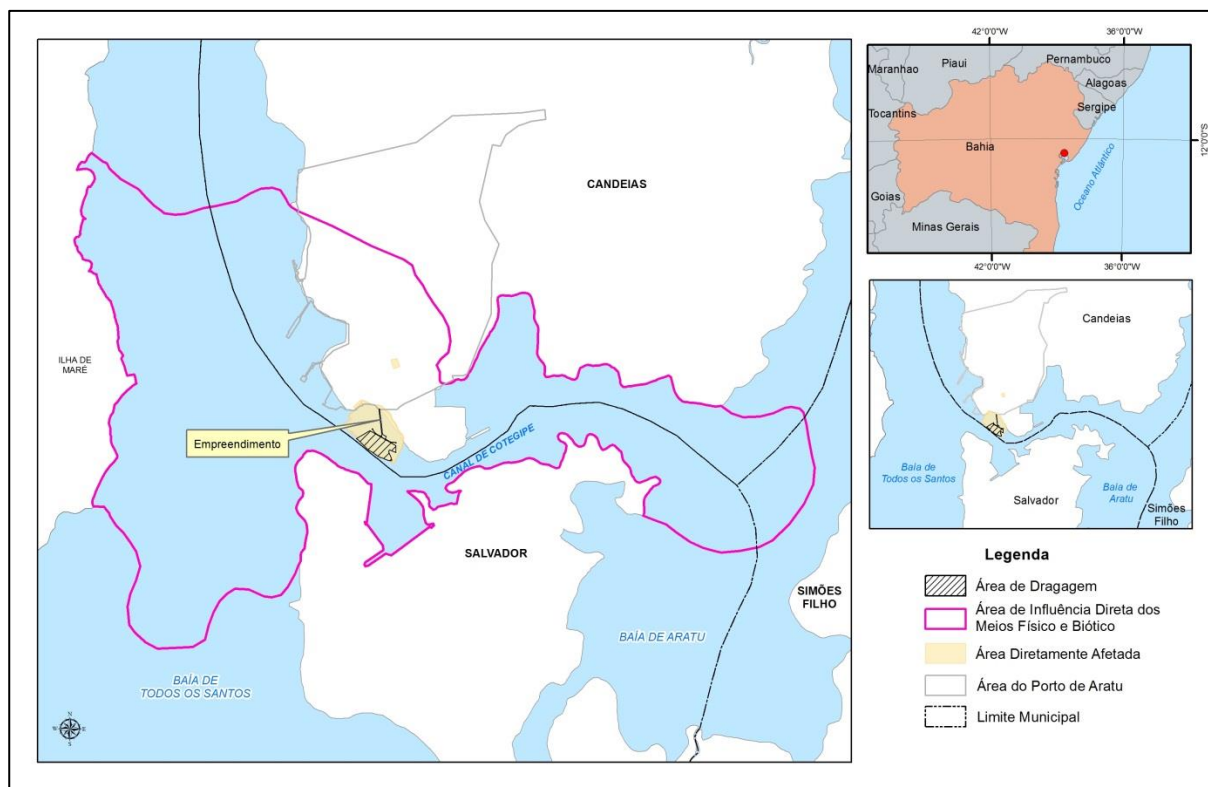 CANDEIAS
ILHA DE
MARÉ
Empreendimento
CANAL DE COTEGIPE
SALVADOR
SIMÕES
FILHO
BAÍA DE ARATU
BAÍA DE
TODOS OS SANTOS
N
W
E
S
42°0'0"W
36°0'0"W
Maranhao
Piaui
Pernambuco
Alagoas
Sergipe
Tocantins
Bahia
12°0'0"S
Oceano Atlântico
Goias
Minas Gerais
42°0'0"W
36°0'0"W
Candeias
Baía de
Todos os Santos
Salvador
Baía de
Aratu
Simões
Filho
Legenda
Área de Dragagem
Área de Influência Direta dos
Meios Físico e Biótico
Área Diretamente Afetada
Área do Porto de Aratu
Limite Municipal